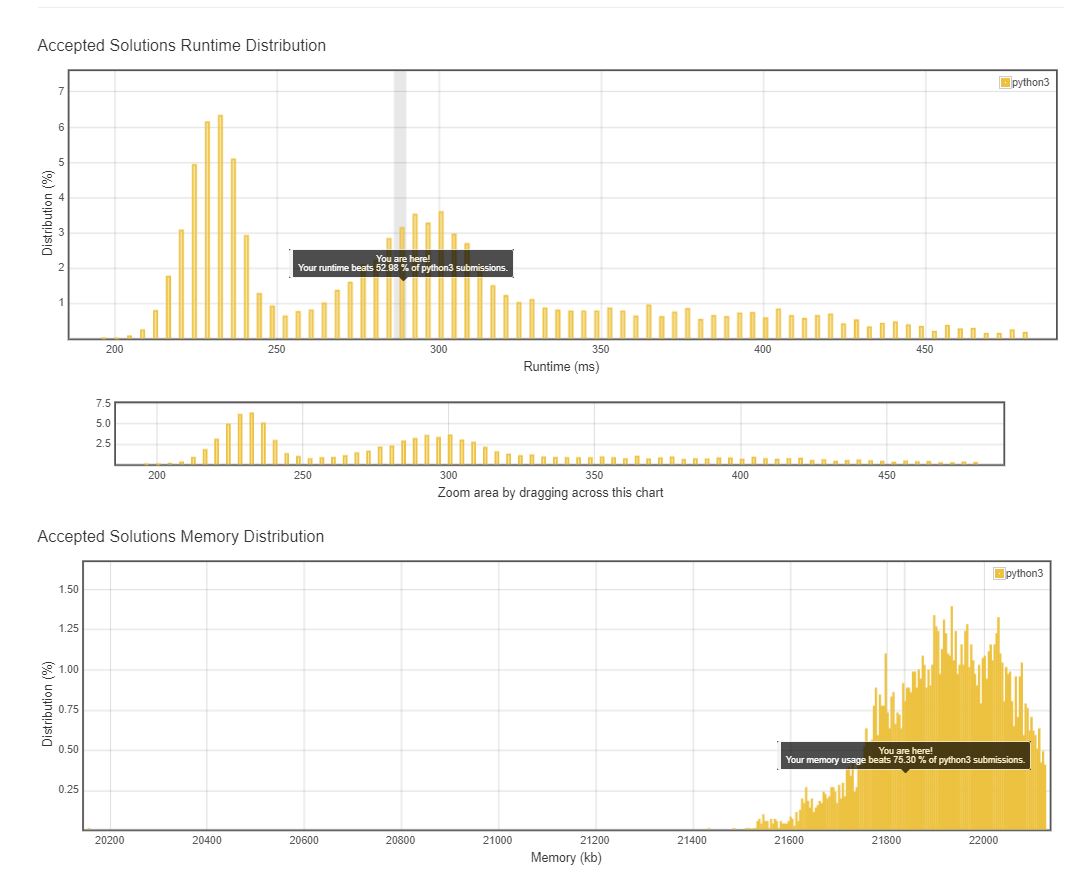 Accepted Solutions Runtime Distribution
python3
7
6
5
4
3
2
1
Distribution (%)
You are here!
Your runtime beats 52.98 % of python3 submissions.
200 250 300 350 400 450
Runtime (ms)
7.5
5.0
2.5
200 250 300 350 400 450
Zoom area by dragging across this chart
Accepted Solutions Memory Distribution
python3
1.50
1.25
1.00
0.75
0.50
0.25
Distribution (%)
You are here!
Your memory usage beats 75.30 % of python3 submissions.
20200 20400 20600 20800 21000 21200 21400 21600 21800 22000
Memory (kb)